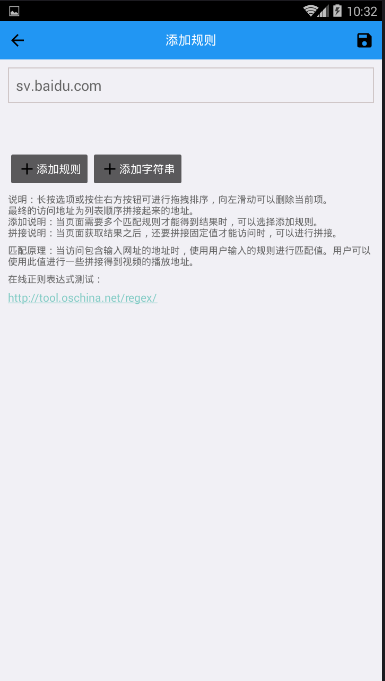 10:32
添加规则
sv.baidu.com
添加规则
添加字符串
说明：长按选项或按住右方按钮可进行拖拽排序，向左滑动可以删除当前项。
最终的访问地址为列表顺序拼接起来的地址。
添加说明：当页面需要多个匹配规则才能得到结果时，可以选择添加规则。
拼接说明：当页面获取结果之后，还要拼接固定值才能访问时，可以进行拼接。
匹配原理：当访问包含输入网址的地址时，使用用户输入的规则进行匹配值。用户可以
使用此值进行一些拼接得到视频的播放地址。
在线正则表达式测试：
http://tool.oschina.net/regex/